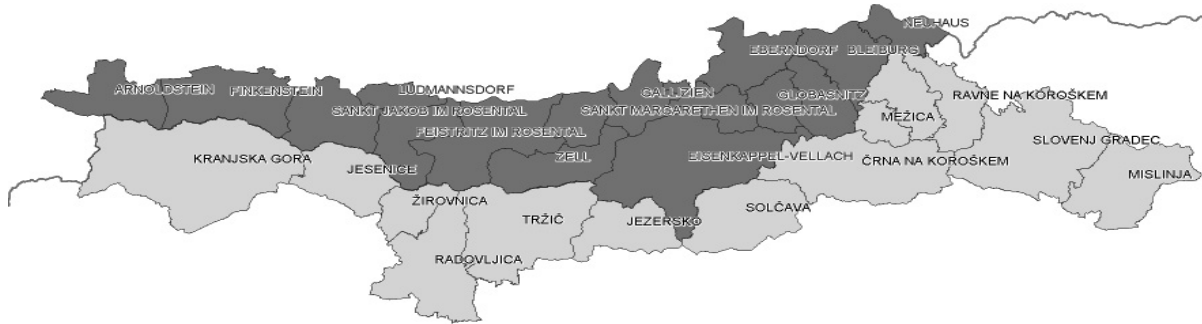 NEUHAUS
EBERNDORF
BLEIBURG
ARNOLDSTEIN
FINKENSTEIN
LUDMANNSDORF
GALLIZIEN
GLOBASNITZ
SANKT JAKOB IM ROSENTAL
SANKT MARGARETHEN IM ROSENTAL
RAVNE NA KOROŠKEM
MEŽICA
FEISTRITZ IM ROSENTAL
SLOVENJ GRADEC
KRANJSKA GORA
ZELL
EISENKAPPEL-VELLACH
ČRNA NA KOROŠKEM
JESENICE
MISLINJA
ŽIROVNICA
SOLČAVA
TRŽIČ
JEZERSKO
RADOVLJICA